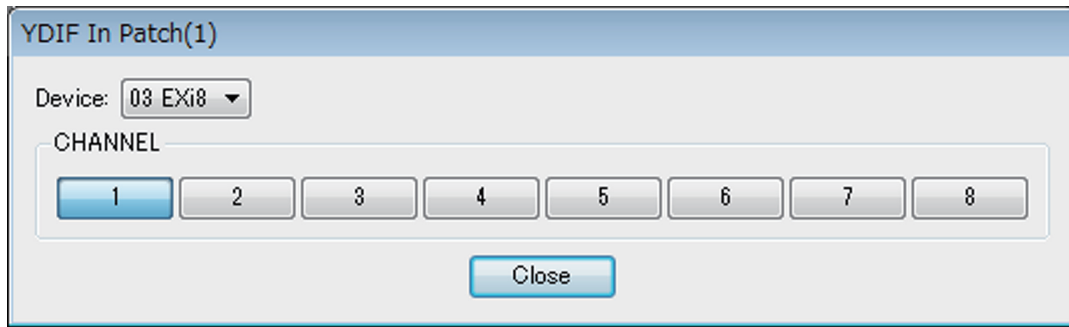 YDIF In Patch(1)
Device: 03 EXi8
CHANNEL
1 2 3 4 5 6 7 8
Close